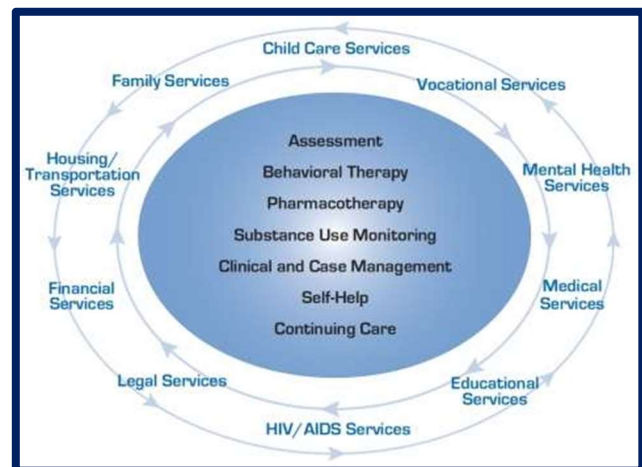 Child Care Services
Family Services
Vocational Services
Housing/
Transportation
Services
Mental Health
Services
Assessment
Behavioral Therapy
Pharmacotherapy
Substance Use Monitoring
Clinical and Case Management
Self-Help
Continuing Care
Financial
Services
Medical
Services
Legal Services
Educational
Services
HIV/AIDS Services